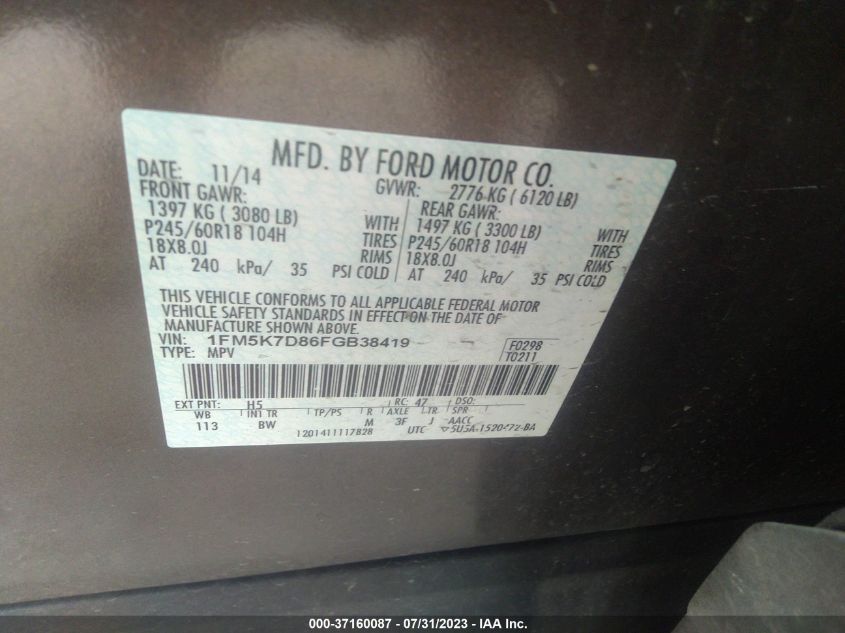 MFD. BY FORD MOTOR CO.
DATE: 11/14 GVWR: 2776 KG ( 6120 LB)
FRONT GAWR: REAR GAWR:
1397 KG ( 3080 LB) WITH 1497 KG ( 3300 LB) WITH
P245/60R18 104H TIRES P245/60R18 104H TIRES
18X8.0J RIMS 18X8.0J RIMS
AT 240 kPa/ 35 PSI COLD AT 240 kPa/ 35 PSI COLD
THIS VEHICLE CONFORMS TO ALL APPLICABLE FEDERAL MOTOR
VEHICLE SAFETY STANDARDS IN EFFECT ON THE DATE OF
MANUFACTURE SHOWN ABOVE.
VIN: 1FM5K7D86FGB38419 F0298
TYPE: MPV T0211
EXT PNT: H5 RC: 47 DSO:
WB INT TR TP/PS R AXLE TR SPR
113 BW M 3F J AACC
1201411117828 UTC
000-37160087 / 07/31/2023 - IAA Inc.